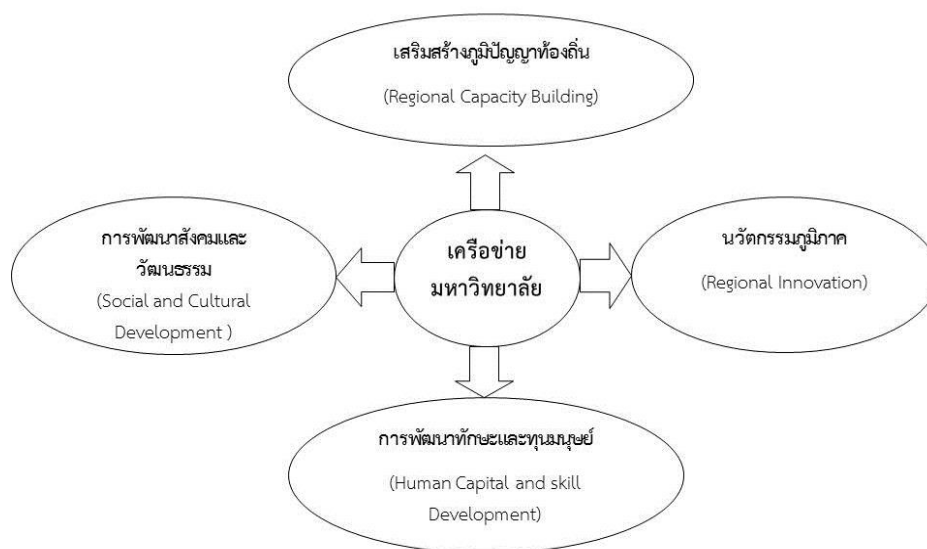 เสริมสร้างภูมิปัญญาท้องถิ่น
(Regional Capacity Building)
การพัฒนาสังคมและ
วัฒนธรรม
(Social and Cultural
Development )
เครือข่าย
มหาวิทยาลัย
นวัตกรรมภูมิภาค
(Regional Innovation)
การพัฒนาทักษะและทุนมนุษย์
(Human Capital and skill
Development)